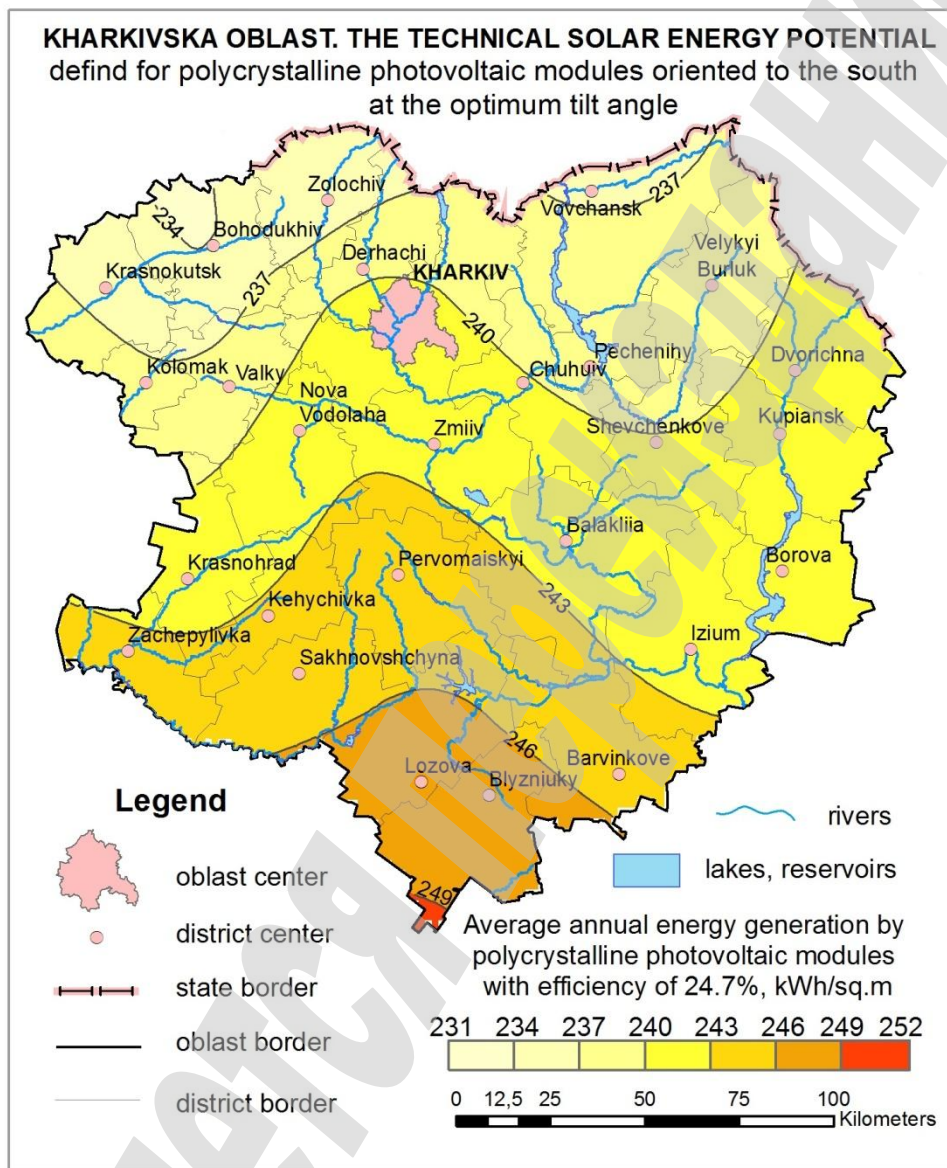 KHARKIVSKA OBLAST. THE TECHNICAL SOLAR ENERGY POTENTIAL
defind for polycrystalline photovoltaic modules oriented to the south
at the optimum tilt angle
Zolochiv
Vovchansk
237
234
Bohodukhiv
Velykyi
Burluk
Derhachi
KHARKIV
Krasnokutsk
237
240
Pechenihy
Dvorichna
Kolomak
Valky
Chuhuiv
Nova
Vodolaha
Zmiiv
Shevchenkove
Kupiansk
Balakliia
Krasnohrad
Pervomaiskyi
Borova
Kehychivka
243
Zachepylivka
Izium
Sakhnovshchyna
246
Barvinkove
Lozova
Blyzniuky
249
Legend
oblast center
district center
state border
oblast border
district border
rivers
lakes, reservoirs
Average annual energy generation by
polycrystalline photovoltaic modules
with efficiency of 24.7%, kWh/sq.m
231 234 237 240 243 246 249 252
0 12,5 25 50 75 100
Kilometers